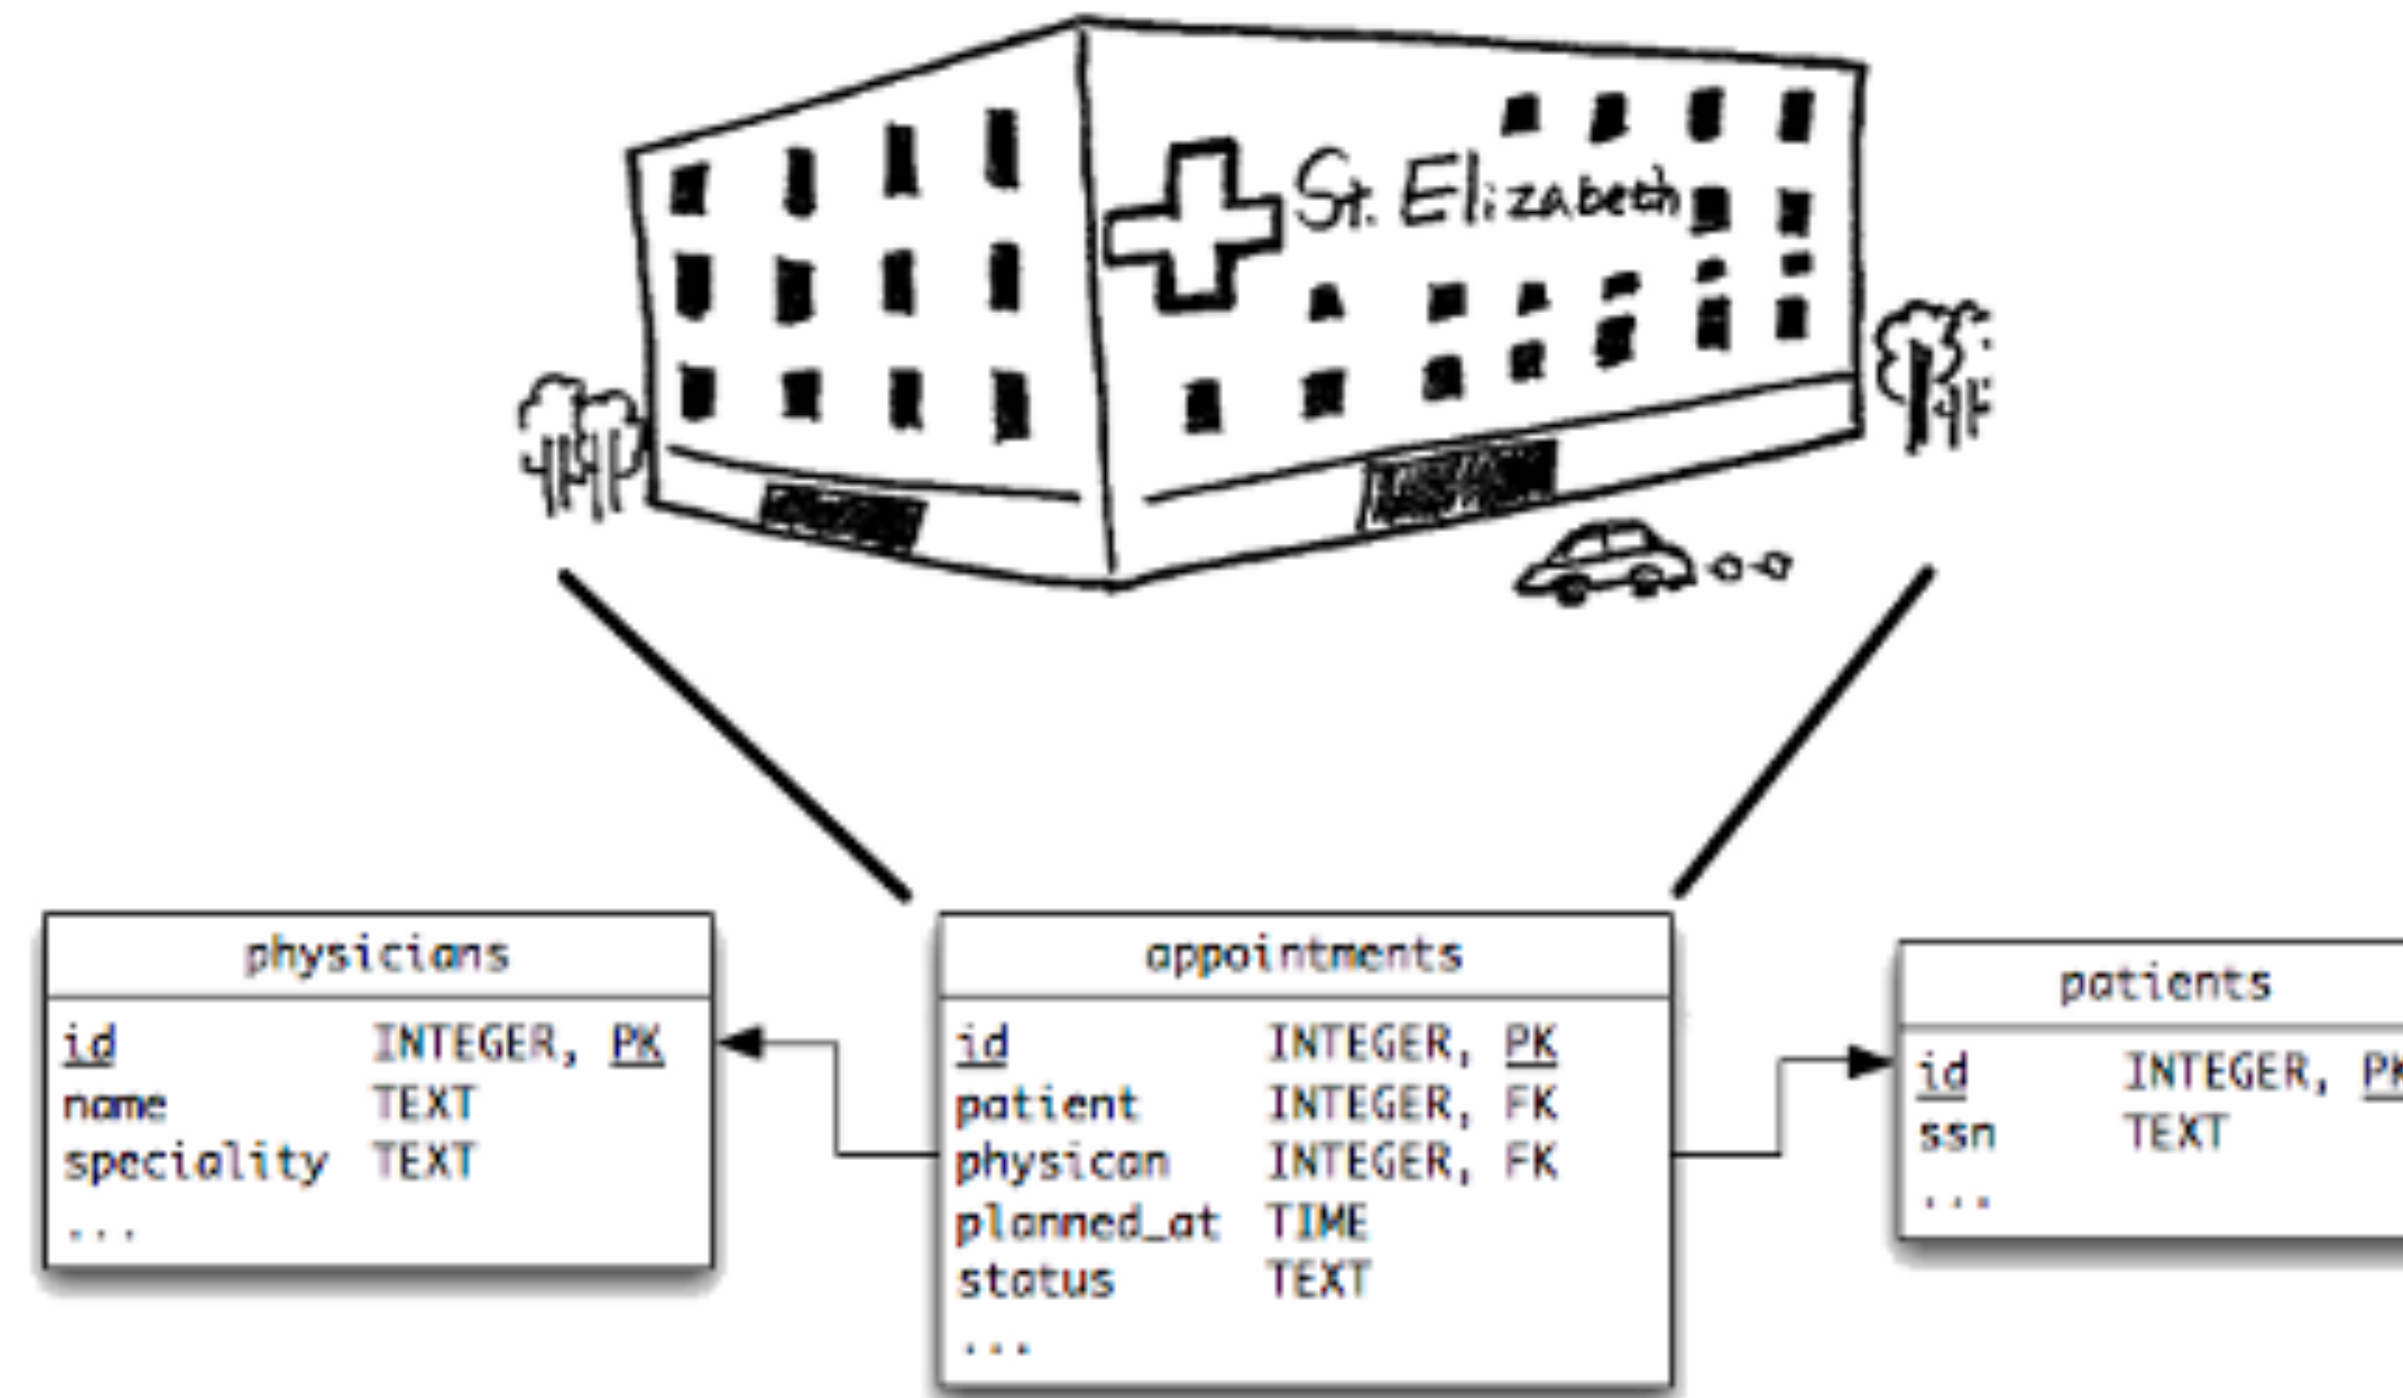 St. Elizabeth
physicians
id INTEGER, PK
name TEXT
speciality TEXT
...
appointments
id INTEGER, PK
patient INTEGER, FK
physican INTEGER, FK
planned_at TIME
status TEXT
...
patients
id INTEGER, PK
ssn TEXT
...